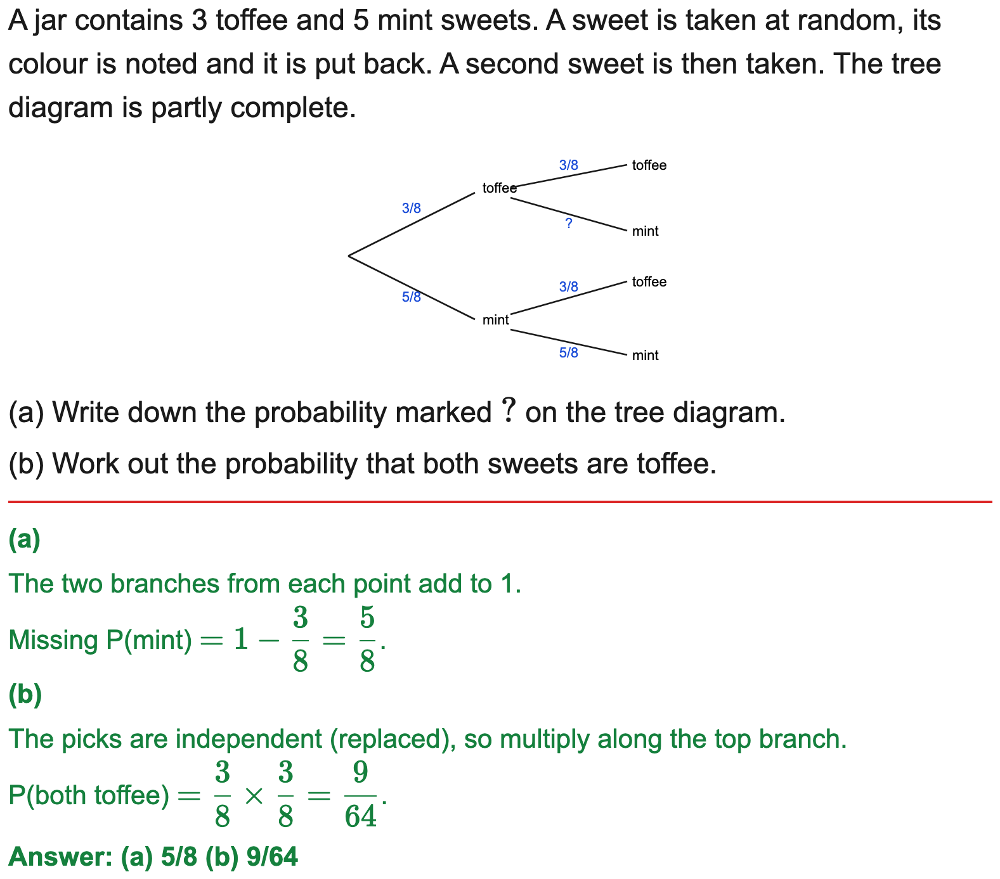 A jar contains 3 toffee and 5 mint sweets. A sweet is taken at random, its
colour is noted and it is put back. A second sweet is then taken. The tree
diagram is partly complete.
3/8 toffee
toffee
3/8
? mint
3/8 toffee
5/8
mint
5/8 mint
(a) Write down the probability marked ? on the tree diagram.
(b) Work out the probability that both sweets are toffee.
(a)
The two branches from each point add to 1.
Missing P(mint) = 1 − 3/8 = 5/8.
(b)
The picks are independent (replaced), so multiply along the top branch.
P(both toffee) = 3/8 × 3/8 = 9/64.
Answer: (a) 5/8 (b) 9/64